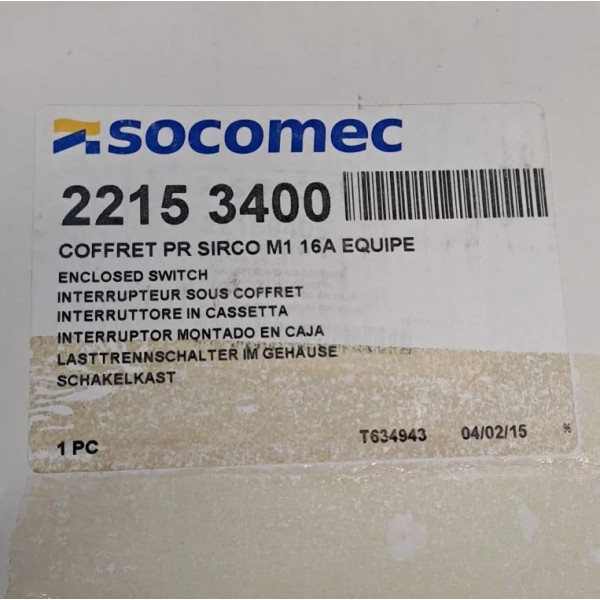 socomec
2215 3400
COFFRET PR SIRCO M1 16A EQUIPE
ENCLOSED SWITCH
INTERRUPTEUR SOUS COFFRET
INTERRUTTORE IN CASSETTA
INTERRUPTOR MONTADO EN CAJA
LASTTRENNSCHALTER IM GEHÄUSE
SCHAKELKAST
1 PC T634943 04/02/15